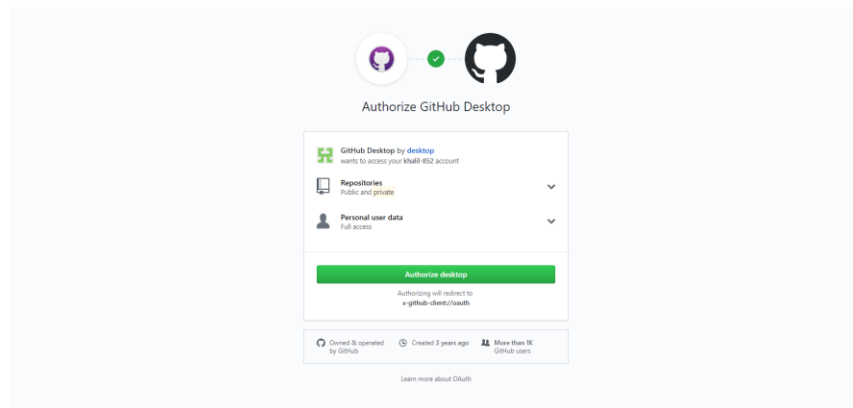 Authorize GitHub Desktop
GitHub Desktop by desktop
wants to access your khalil-852 account
Repositories
Public and private
Personal user data
Full access
Authorize desktop
Authorizing will redirect to
x-github-client://oauth
Owned & operated
by GitHub
Created 3 years ago
More than 1K
GitHub users
Learn more about OAuth